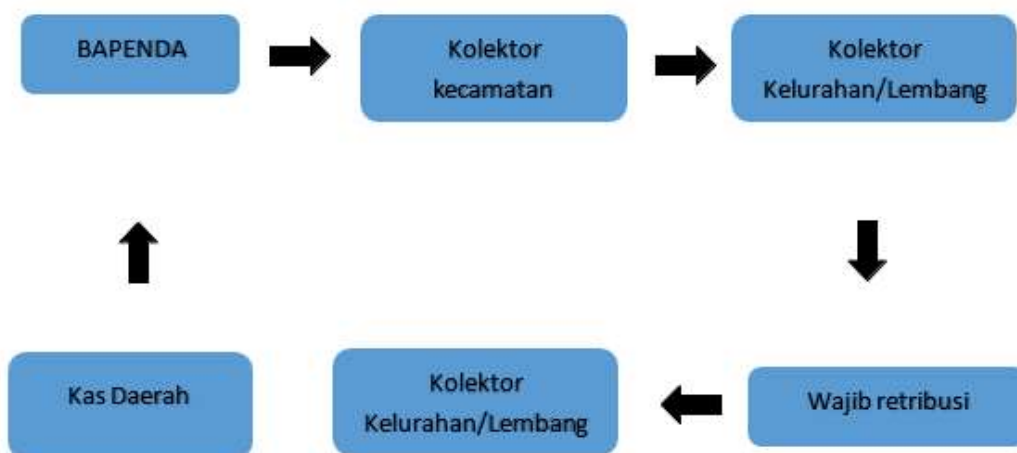 BAPENDA
Kolektor
kecamatan
Kolektor
Kelurahan/Lembang
Kas Daerah
Kolektor
Kelurahan/Lembang
Wajib retribusi